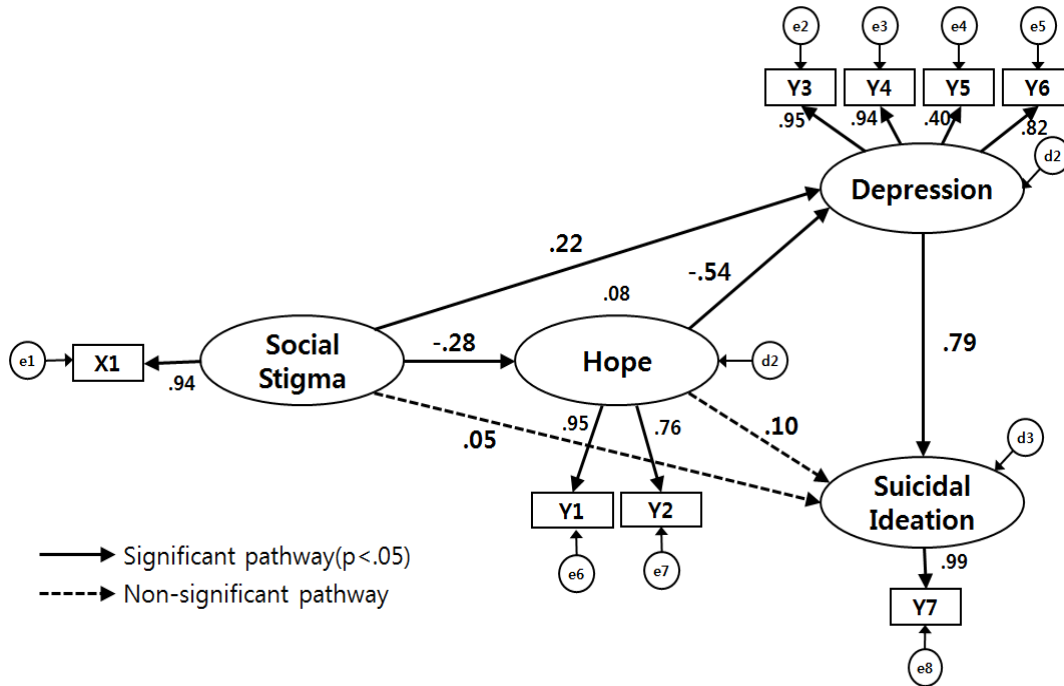 e2
e3
e4
e5
Y3
Y4
Y5
Y6
.95
.94
.40
.82
d2
Depression
.22
-.54
.08
e1
X1
.94
Social
Stigma
-.28
Hope
d2
.79
.05
.95
.76
.10
d3
Suicidal
Ideation
Y1
Y2
Significant pathway(p<.05)
e6
e7
.99
Non-significant pathway
Y7
e8